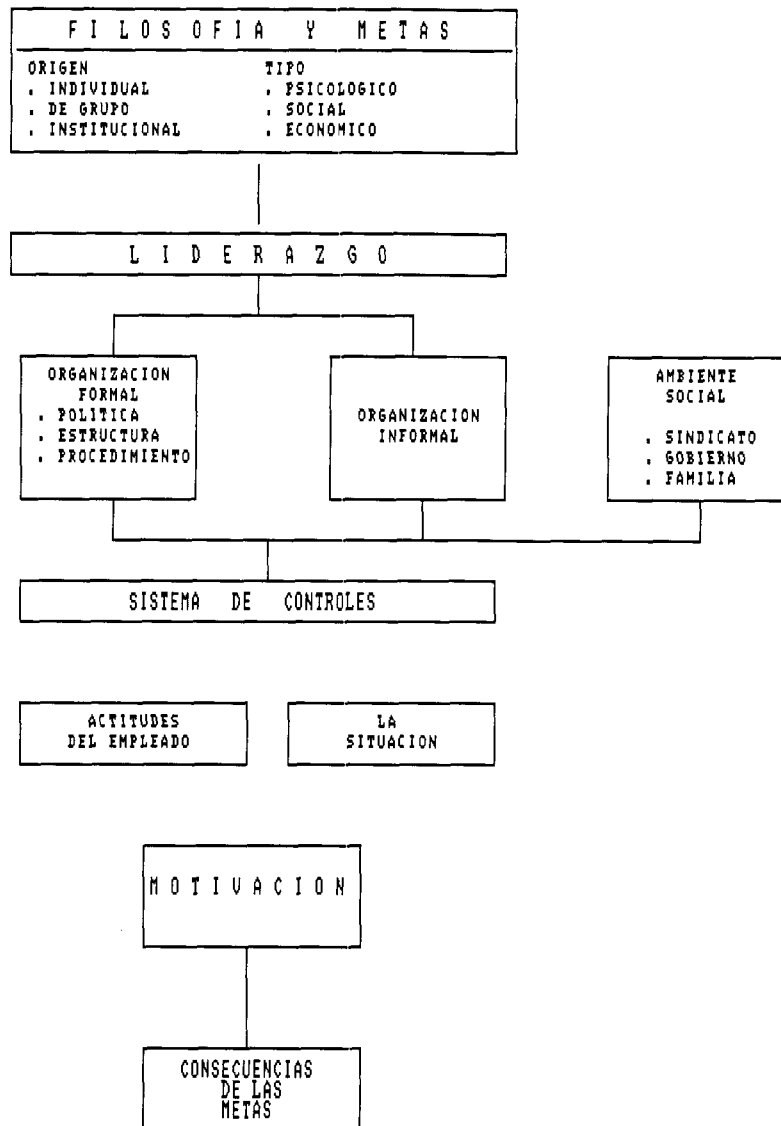 FILOSOFIA Y METAS
ORIGEN TIPO
. INDIVIDUAL . PSICOLOGICO
. DE GRUPO . SOCIAL
. INSTITUCIONAL . ECONOMICO
LIDERAZGO
ORGANIZACION
FORMAL
. POLITICA
. ESTRUCTURA
. PROCEDIMIENTO
ORGANIZACION
INFORMAL
AMBIENTE
SOCIAL
. SINDICATO
. GOBIERNO
. FAMILIA
SISTEMA DE CONTROLES
ACTITUDES
DEL EMPLEADO
LA
SITUACION
MOTIVACION
CONSECUENCIAS
DE LAS
METAS